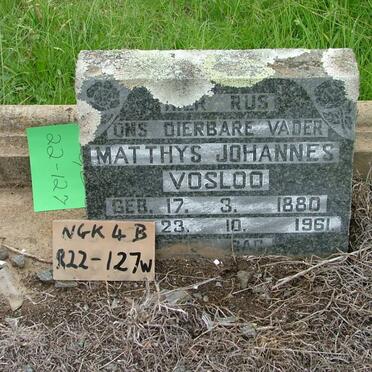 HIER RUS
ONS DIERBARE VADER
MATTHYS JOHANNES
VOSLOO
GEB. 17. 3. 1880
23. 10. 1961
22-127
NGK 4 B
R22-127W